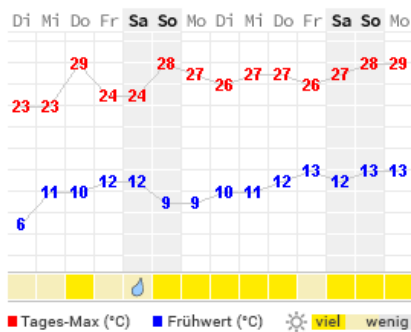 Di Mi Do Fr Sa So Mo Di Mi Do Fr Sa So Mo
23 23 29 24 24 28 27 26 27 27 26 27 28 29
6 11 10 12 12 9 9 10 11 12 13 12 13 13
Tages-Max (°C) Frühwert (°C) viel wenig